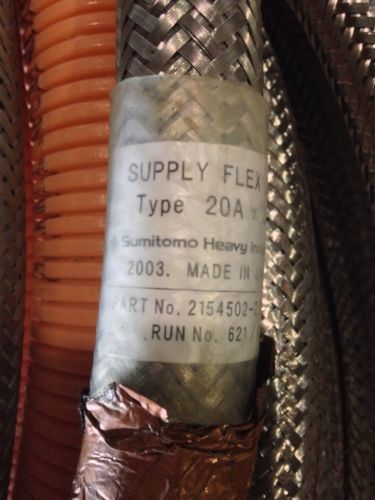 SUPPLY FLEX
Type 20A
Sumitomo Heavy
2003. MADE IN
PART No. 2154502-
.RUN No. 621/